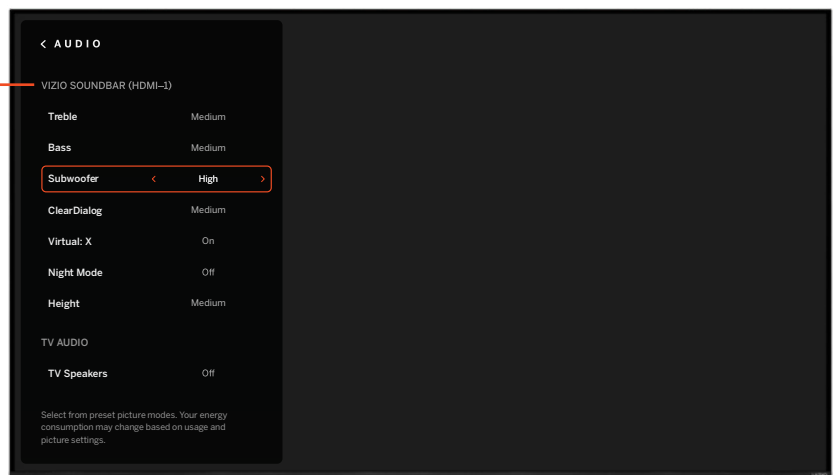 AUDIO
VIZIO SOUNDBAR (HDMI–1)
Treble Medium
Bass Medium
Subwoofer < High >
ClearDialog Medium
Virtual: X On
Night Mode Off
Height Medium
TV AUDIO
TV Speakers Off
Select from preset picture modes. Your energy
consumption may change based on usage and
picture settings.